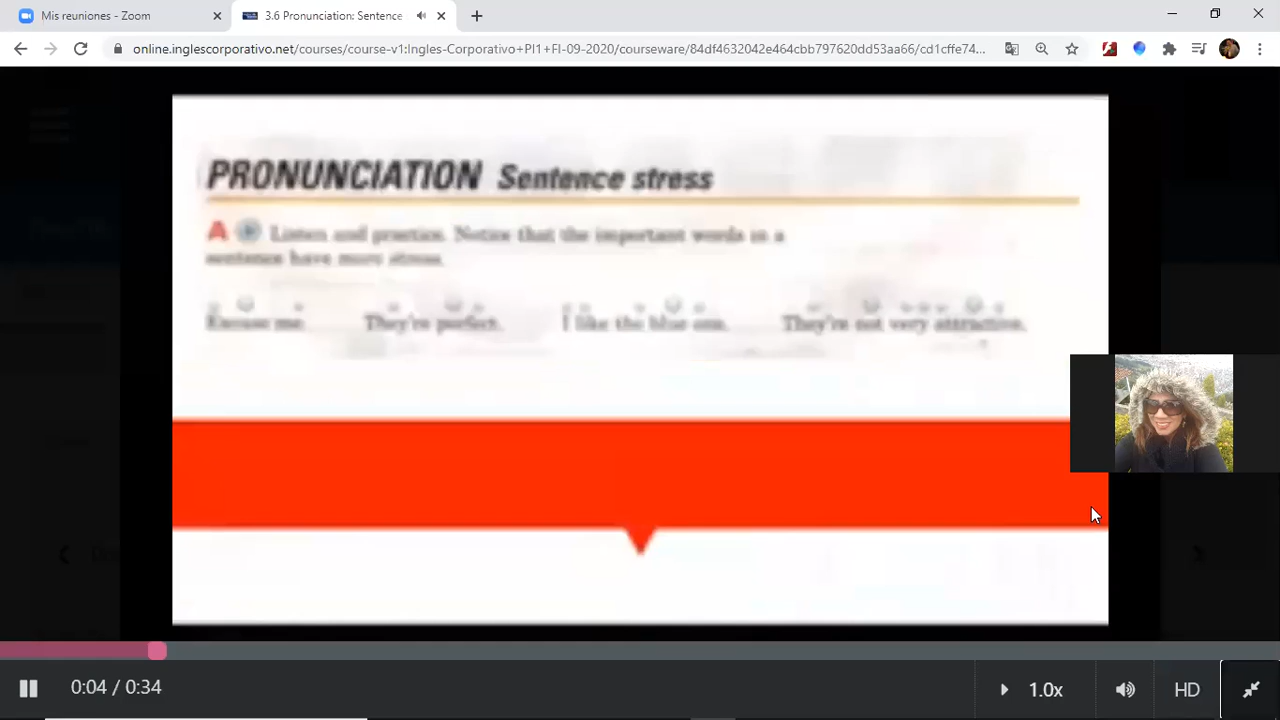 Mis reuniones - Zoom
3.6 Pronunciation: Sentence
online.inglescorporativo.net/courses/course-v1:Ingles-Corporativo+PI1+FI-09-2020/courseware/84df4632042e464cbb797620dd53aa66/cd1cffe74...
PRONUNCIATION Sentence stress
A Listen and practice. Notice that the important words in a
sentence have more stress.
Excuse me. They're perfect. I like the blue one. They're not very attractive.
0:04 / 0:34
1.0x
HD